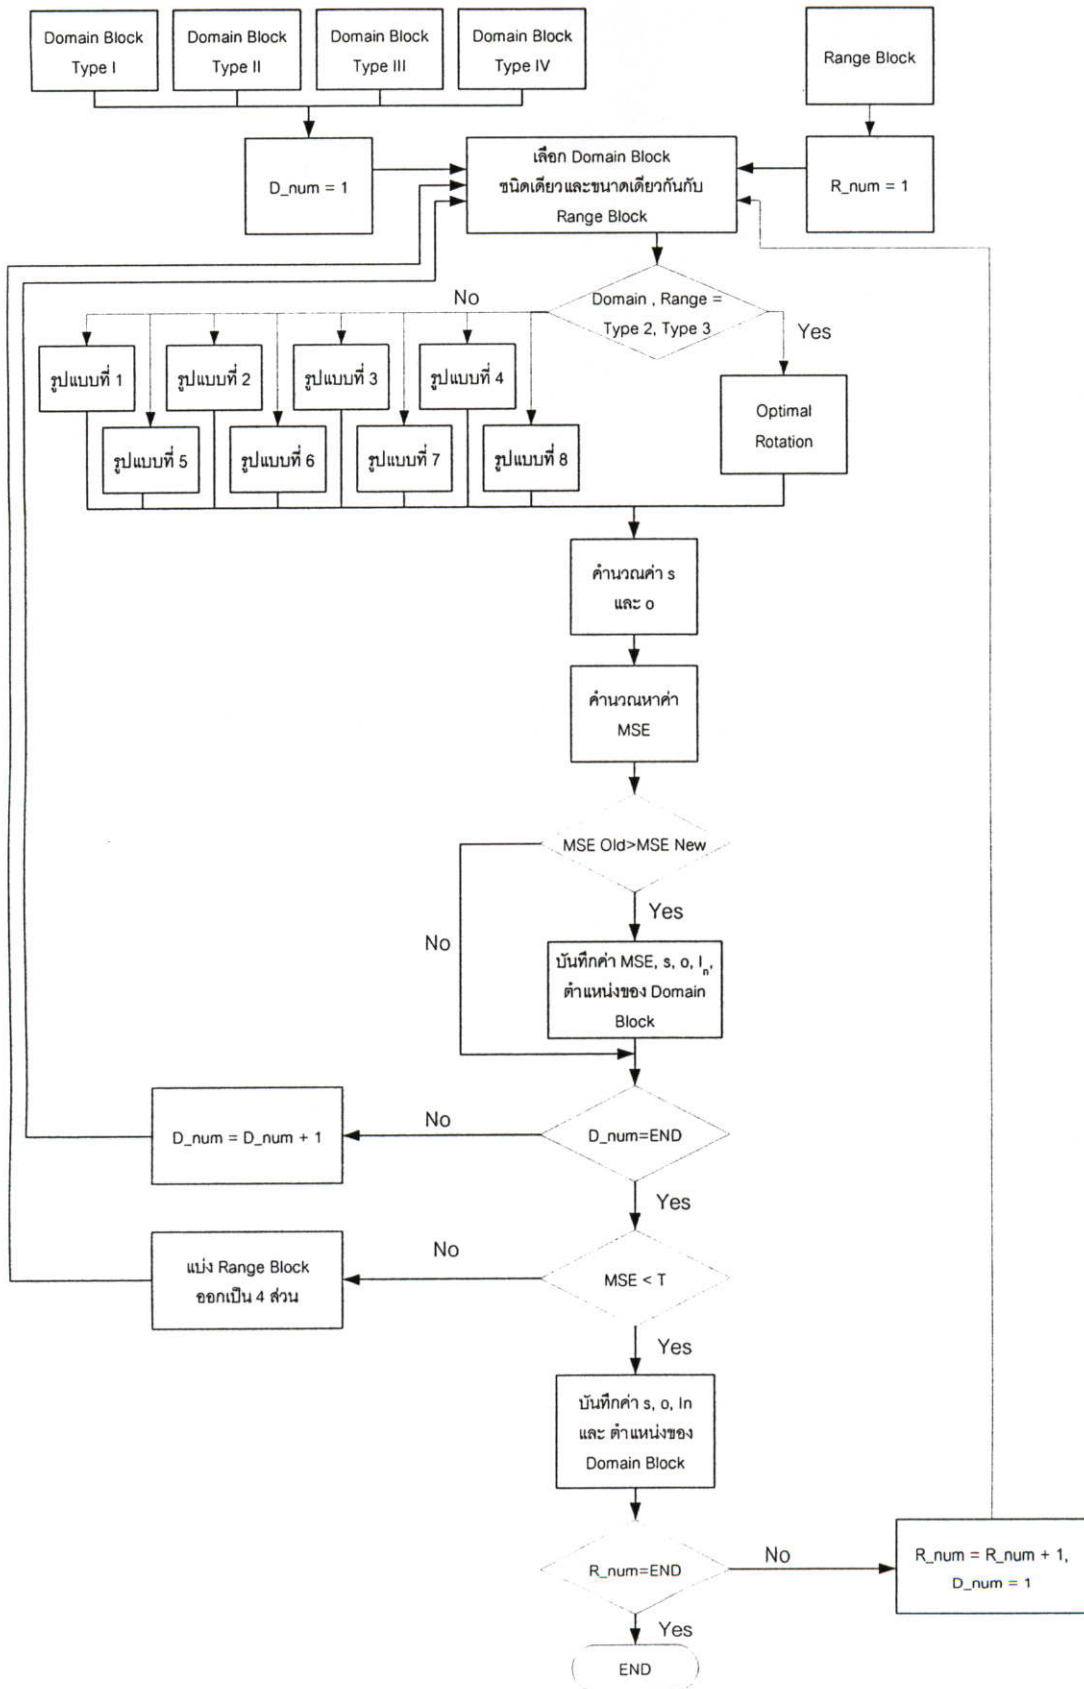 Domain Block
Type I
Domain Block
Type II
Domain Block
Type III
Domain Block
Type IV
Range Block
D_num = 1
เลือก Domain Block
ชนิดเดียวและขนาดเดียวกันกับ
Range Block
R_num = 1
Domain , Range =
Type 2, Type 3
No
Yes
รูปแบบที่ 1
รูปแบบที่ 2
รูปแบบที่ 3
รูปแบบที่ 4
รูปแบบที่ 5
รูปแบบที่ 6
รูปแบบที่ 7
รูปแบบที่ 8
Optimal
Rotation
คำนวณค่า s
และ o
คำนวณหาค่า
MSE
MSE Old>MSE New
Yes
No
บันทึกค่า MSE, s, o, Iₙ,
ตำแหน่งของ Domain
Block
D_num = D_num + 1
No
D_num=END
Yes
แบ่ง Range Block
ออกเป็น 4 ส่วน
No
MSE < T
Yes
บันทึกค่า s, o, In
และ ตำแหน่งของ
Domain Block
R_num=END
No
R_num = R_num + 1,
D_num = 1
Yes
END